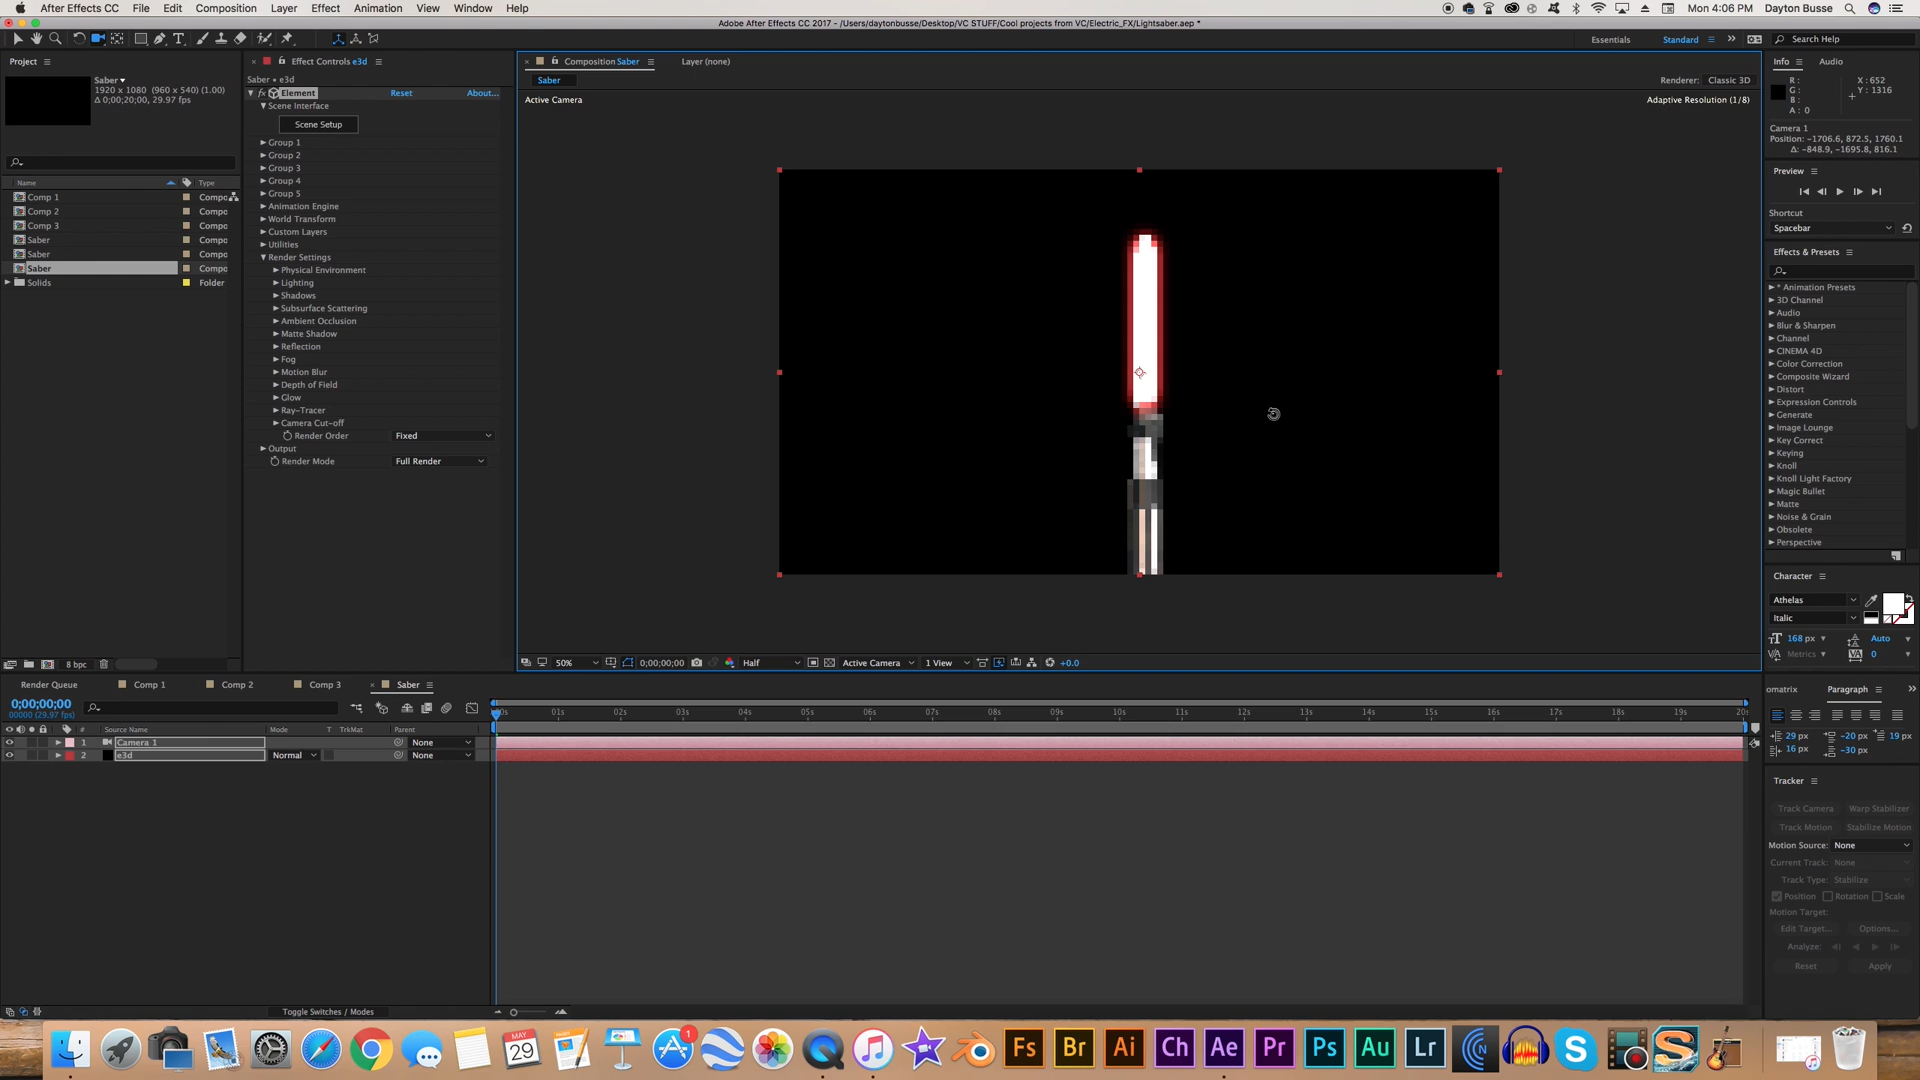 After Effects CC File Edit Composition Layer Effect Animation View Window Help
Mon 4:06 PM Dayton Busse
Adobe After Effects CC 2017 - /Users/daytonbusse/Desktop/VC STUFF/Cool projects from VC/Electric_FX/Lightsaber.aep *
Essentials Standard Search Help
Project
Saber
1920 x 1080 (960 x 540) (1.00)
Δ 0;00;20;00, 29.97 fps
Name Type
Comp 1 Compo
Comp 2 Compo
Comp 3 Compo
Saber Compo
Saber Compo
Saber Compo
Solids Folder
8 bpc
Effect Controls e3d
Saber • e3d
fx Element Reset About...
Scene Interface
Scene Setup
Group 1
Group 2
Group 3
Group 4
Group 5
Animation Engine
World Transform
Custom Layers
Utilities
Render Settings
Physical Environment
Lighting
Shadows
Subsurface Scattering
Ambient Occlusion
Matte Shadow
Reflection
Fog
Motion Blur
Depth of Field
Glow
Ray-Tracer
Camera Cut-off
Render Order Fixed
Output
Render Mode Full Render
Composition Saber Layer (none)
Saber Renderer: Classic 3D
Active Camera Adaptive Resolution (1/8)
50% 0;00;00;00 Half Active Camera 1 View +0.0
Info Audio
R : X : 652
G : Y : 1316
B :
A : 0
Camera 1
Position: -1706.6, 872.5, 1760.1
Δ: -848.9, -1695.8, 816.1
Preview
Shortcut
Spacebar
Effects & Presets
* Animation Presets
3D Channel
Audio
Blur & Sharpen
Channel
CINEMA 4D
Color Correction
Composite Wizard
Distort
Expression Controls
Generate
Image Lounge
Key Correct
Keying
Knoll
Knoll Light Factory
Magic Bullet
Matte
Noise & Grain
Obsolete
Perspective
Character
Athelas
Italic
168 px Auto
Metrics 0
omatrix Paragraph
29 px -20 px 19 px
16 px -30 px
Tracker
Track Camera Warp Stabilizer
Track Motion Stabilize Motion
Motion Source: None
Current Track: None
Track Type: Stabilize
Position Rotation Scale
Motion Target:
Edit Target... Options...
Analyze:
Reset Apply
Render Queue Comp 1 Comp 2 Comp 3 Saber
0;00;00;00
00000 (29.97 fps)
# Source Name Mode T TrkMat Parent
1 Camera 1 None
2 e3d Normal None
00s 01s 02s 03s 04s 05s 06s 07s 08s 09s 10s 11s 12s 13s 14s 15s 16s 17s 18s 19s 20s
Toggle Switches / Modes
MAY 29 1 Fs Br Ai Ch Ae Pr Ps Au Lr